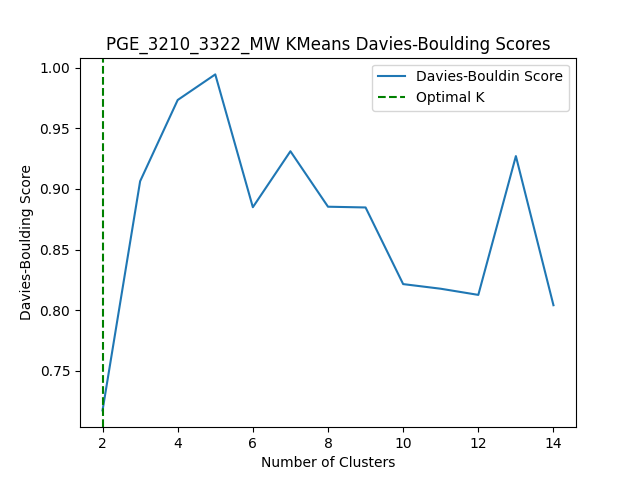 PGE_3210_3322_MW KMeans Davies-Boulding Scores
Davies-Bouldin Score
Optimal K
Davies-Boulding Score
1.00
0.95
0.90
0.85
0.80
0.75
2 4 6 8 10 12 14
Number of Clusters